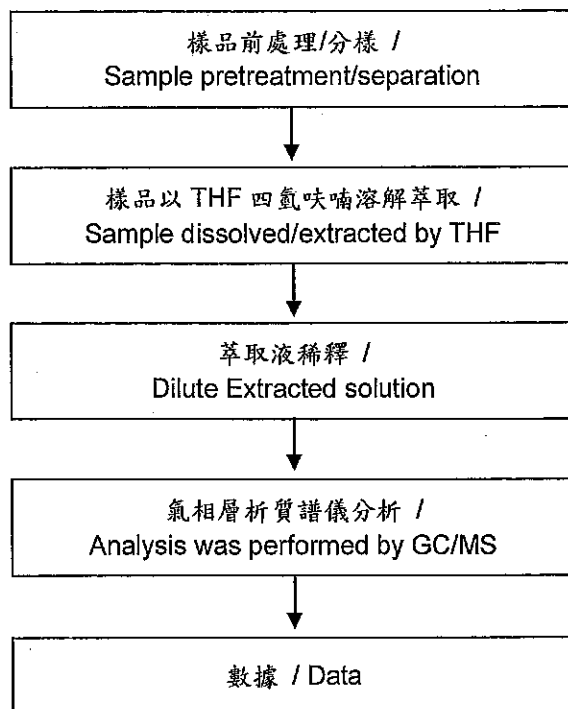 樣品前處理/分樣 /
Sample pretreatment/separation
樣品以 THF 四氫呋喃溶解萃取 /
Sample dissolved/extracted by THF
萃取液稀釋 /
Dilute Extracted solution
氣相層析質譜儀分析 /
Analysis was performed by GC/MS
數據 / Data